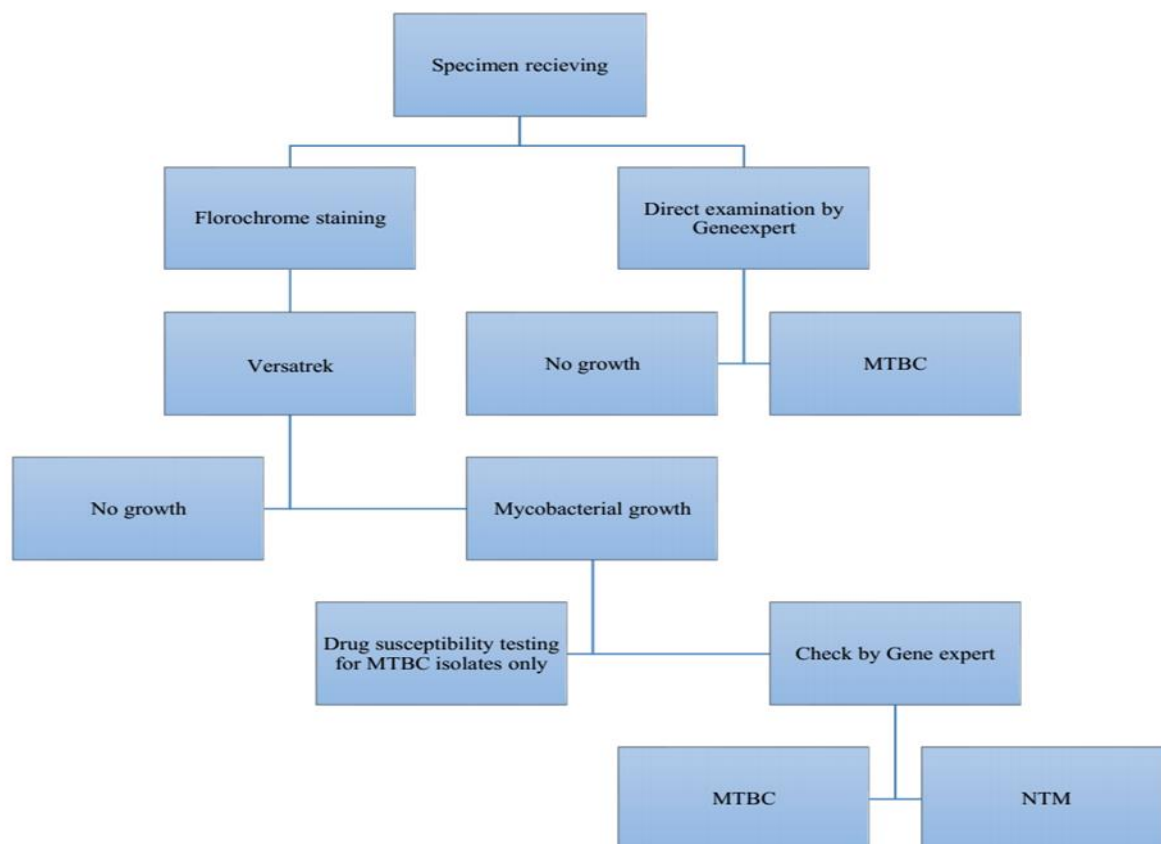 Specimen recieving
Florochrome staining
Direct examination by
Geneexpert
Versatrek
No growth
MTBC
No growth
Mycobacterial growth
Drug susceptibility testing
for MTBC isolates only
Check by Gene expert
MTBC
NTM